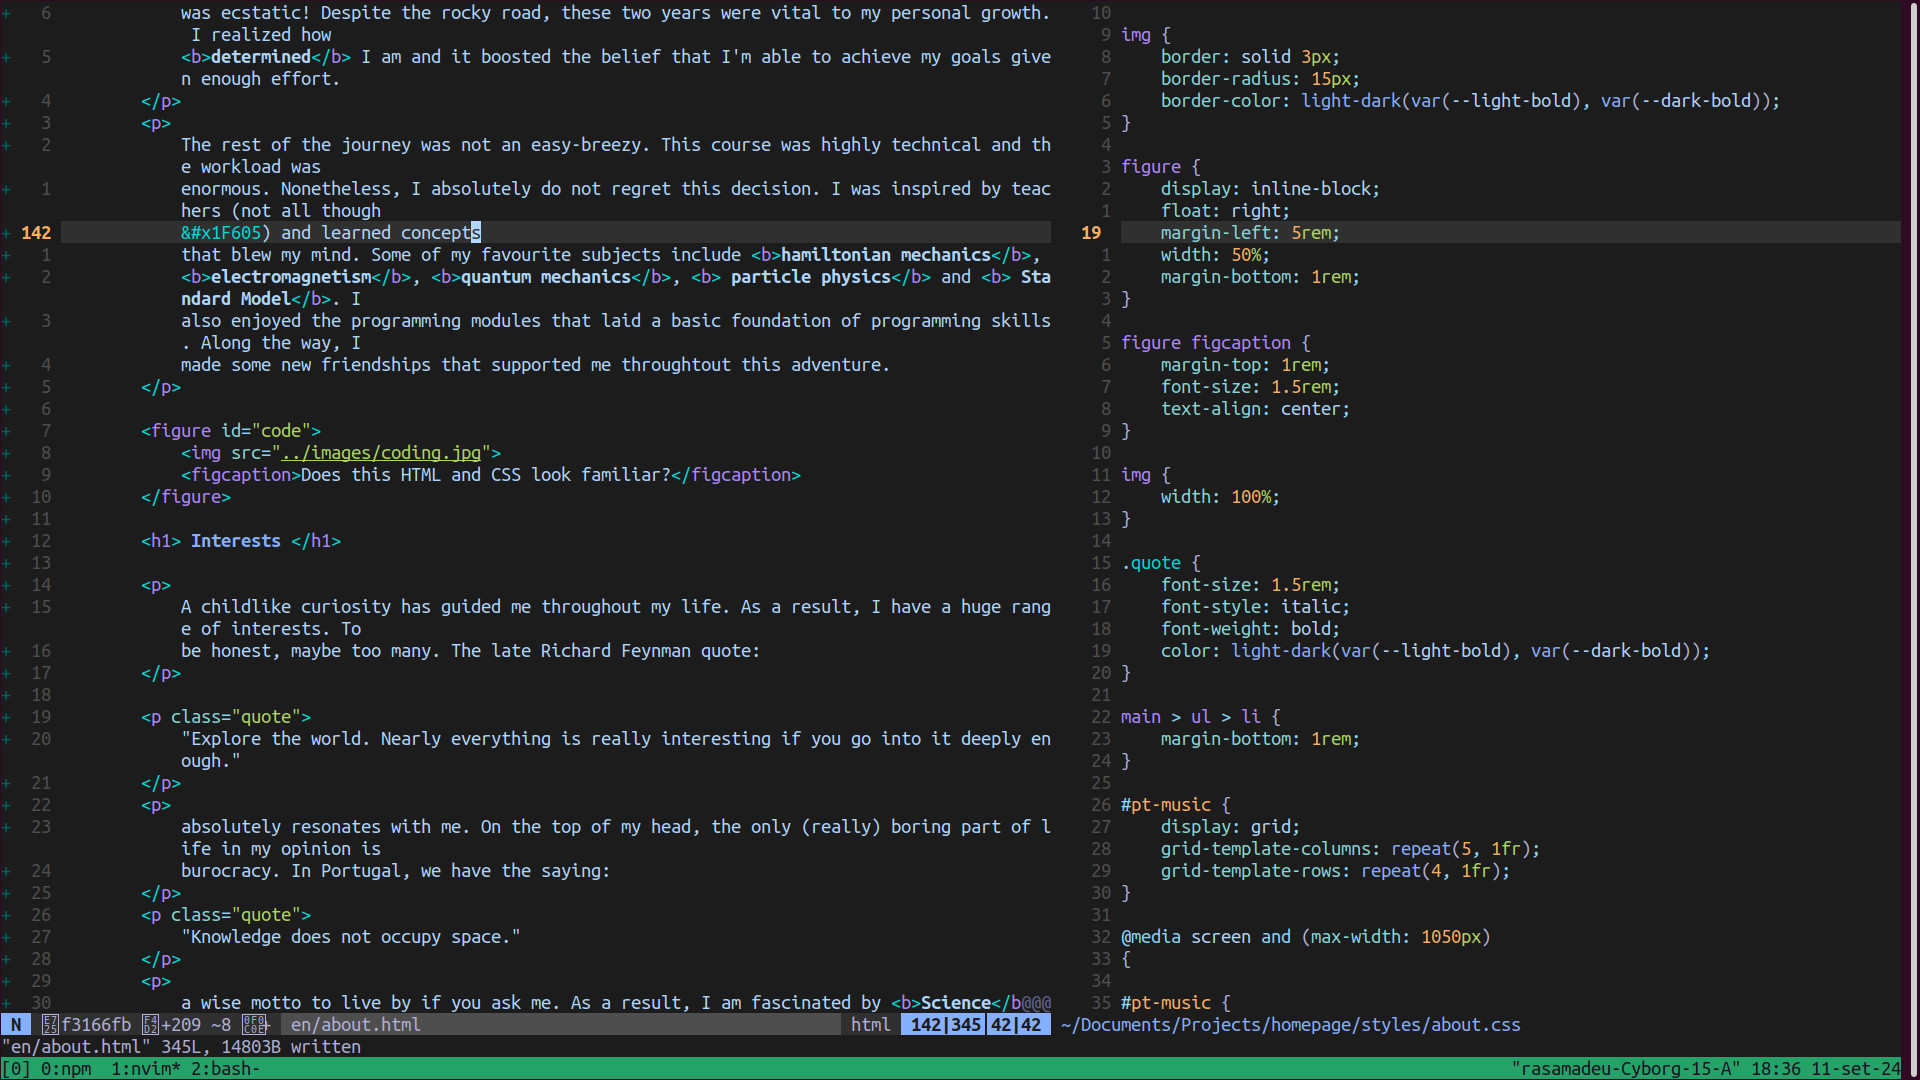 + 6 was ecstatic! Despite the rocky road, these two years were vital to my personal growth.
I realized how
+ 5 <b>determined</b> I am and it boosted the belief that I'm able to achieve my goals give
n enough effort.
+ 4 </p>
+ 3 <p>
+ 2 The rest of the journey was not an easy-breezy. This course was highly technical and th
e workload was
+ 1 enormous. Nonetheless, I absolutely do not regret this decision. I was inspired by teac
hers (not all though
+ 142 &#x1F605) and learned concepts
+ 1 that blew my mind. Some of my favourite subjects include <b>hamiltonian mechanics</b>,
+ 2 <b>electromagnetism</b>, <b>quantum mechanics</b>, <b> particle physics</b> and <b> Sta
ndard Model</b>. I
+ 3 also enjoyed the programming modules that laid a basic foundation of programming skills
. Along the way, I
+ 4 made some new friendships that supported me throughtout this adventure.
+ 5 </p>
+ 6
+ 7 <figure id="code">
+ 8 <img src="../images/coding.jpg">
+ 9 <figcaption>Does this HTML and CSS look familiar?</figcaption>
+ 10 </figure>
+ 11
+ 12 <h1> Interests </h1>
+ 13
+ 14 <p>
+ 15 A childlike curiosity has guided me throughout my life. As a result, I have a huge rang
e of interests. To
+ 16 be honest, maybe too many. The late Richard Feynman quote:
+ 17 </p>
+ 18
+ 19 <p class="quote">
+ 20 "Explore the world. Nearly everything is really interesting if you go into it deeply en
ough."
+ 21 </p>
+ 22 <p>
+ 23 absolutely resonates with me. On the top of my head, the only (really) boring part of l
ife in my opinion is
+ 24 burocracy. In Portugal, we have the saying:
+ 25 </p>
+ 26 <p class="quote">
+ 27 "Knowledge does not occupy space."
+ 28 </p>
+ 29 <p>
+ 30 a wise motto to live by if you ask me. As a result, I am fascinated by <b>Science</b@@@
10
9 img {
8 border: solid 3px;
7 border-radius: 15px;
6 border-color: light-dark(var(--light-bold), var(--dark-bold));
5 }
4
3 figure {
2 display: inline-block;
1 float: right;
19 margin-left: 5rem;
1 width: 50%;
2 margin-bottom: 1rem;
3 }
4
5 figure figcaption {
6 margin-top: 1rem;
7 font-size: 1.5rem;
8 text-align: center;
9 }
10
11 img {
12 width: 100%;
13 }
14
15 .quote {
16 font-size: 1.5rem;
17 font-style: italic;
18 font-weight: bold;
19 color: light-dark(var(--light-bold), var(--dark-bold));
20 }
21
22 main > ul > li {
23 margin-bottom: 1rem;
24 }
25
26 #pt-music {
27 display: grid;
28 grid-template-columns: repeat(5, 1fr);
29 grid-template-rows: repeat(4, 1fr);
30 }
31
32 @media screen and (max-width: 1050px)
33 {
34
35 #pt-music {
N f3166fb +209 ~8 + en/about.html html 142|345 42|42 ~/Documents/Projects/homepage/styles/about.css
"en/about.html" 345L, 14803B written
[0] 0:npm 1:nvim* 2:bash- "rasamadeu-Cyborg-15-A" 18:36 11-set-24